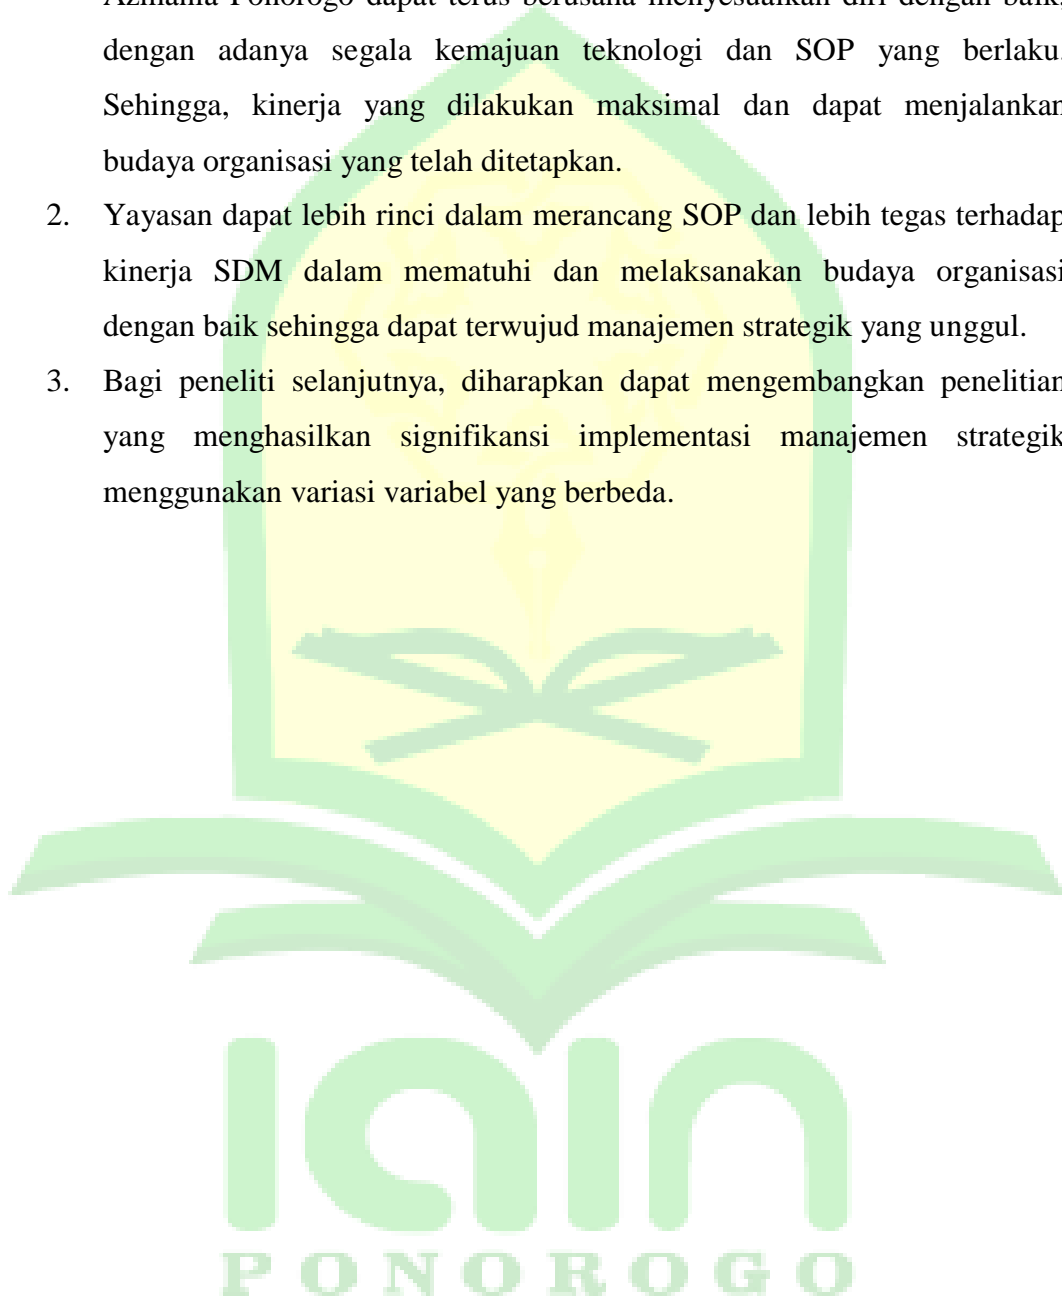 Ponorogo dapat terus berusaha menyesuaikan diri dengan baik,
dengan adanya segala kemajuan teknologi dan SOP yang berlaku.
Sehingga, kinerja yang dilakukan maksimal dan dapat menjalankan
budaya organisasi yang telah ditetapkan.
2. Yayasan dapat lebih rinci dalam merancang SOP dan lebih tegas terhadap
kinerja SDM dalam mematuhi dan melaksanakan budaya organisasi
dengan baik sehingga dapat terwujud manajemen strategik yang unggul.
3. Bagi peneliti selanjutnya, diharapkan dapat mengembangkan penelitian
yang menghasilkan signifikansi implementasi manajemen strategik
menggunakan variasi variabel yang berbeda.
iain
PONOROGO